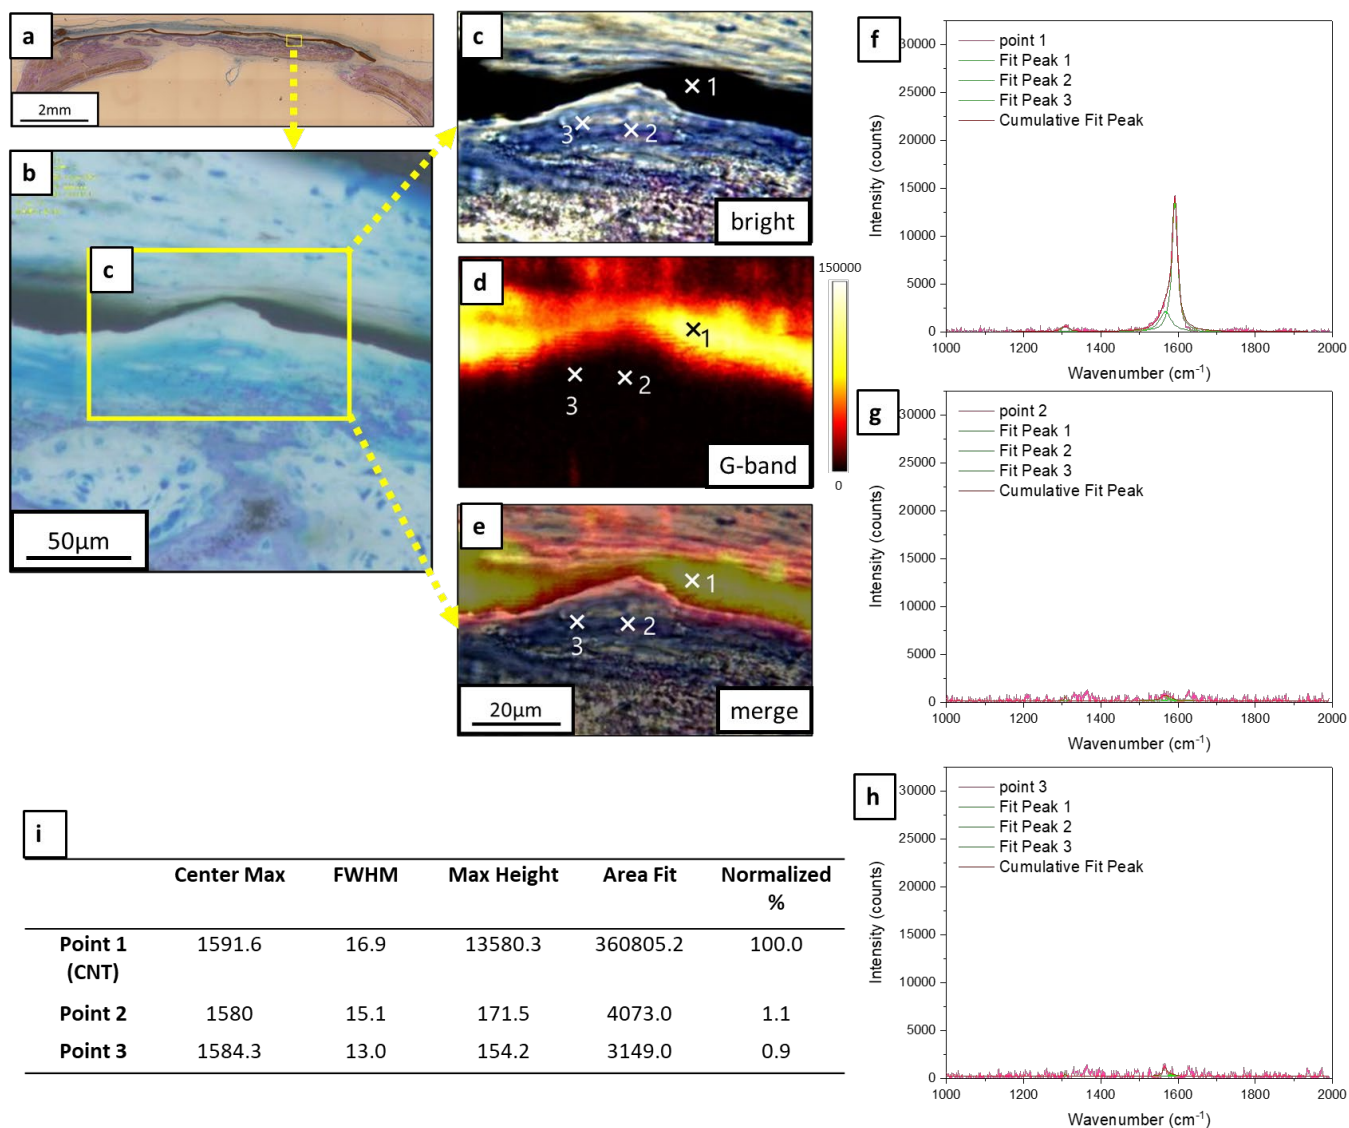 a
2mm
b
c
50µm
c
1
3
2
bright
d
150000
1
3
2
0
G-band
e
1
3
2
20µm
merge
f
point 1
Fit Peak 1
Fit Peak 2
Fit Peak 3
Cumulative Fit Peak
30000
25000
20000
15000
10000
5000
0
Intensity (counts)
1000 1200 1400 1600 1800 2000
Wavenumber (cm⁻¹)
g
point 2
Fit Peak 1
Fit Peak 2
Fit Peak 3
Cumulative Fit Peak
30000
25000
20000
15000
10000
5000
0
Intensity (counts)
1000 1200 1400 1600 1800 2000
Wavenumber (cm⁻¹)
h
point 3
Fit Peak 1
Fit Peak 2
Fit Peak 3
Cumulative Fit Peak
30000
25000
20000
15000
10000
5000
0
Intensity (counts)
1000 1200 1400 1600 1800 2000
Wavenumber (cm⁻¹)
i
Center Max FWHM Max Height Area Fit Normalized
%
Point 1 1591.6 16.9 13580.3 360805.2 100.0
(CNT)
Point 2 1580 15.1 171.5 4073.0 1.1
Point 3 1584.3 13.0 154.2 3149.0 0.9